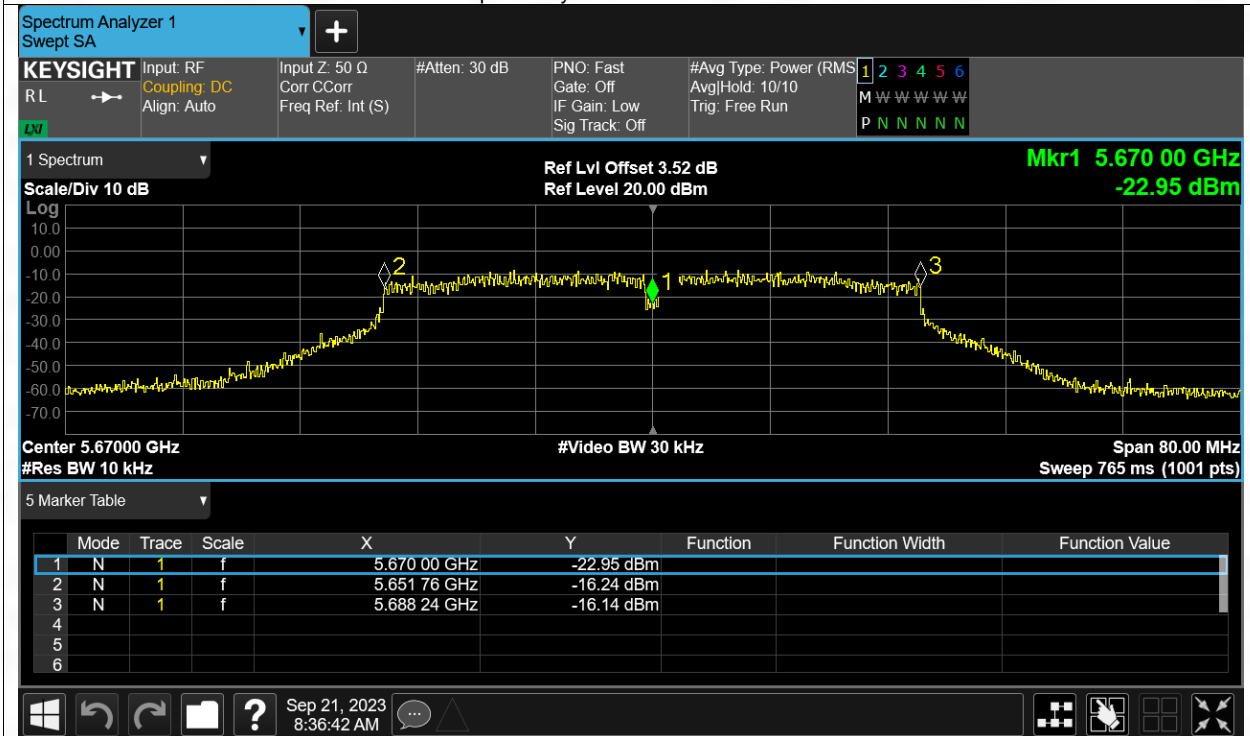 Spectrum Analyzer 1
Swept SA
+
KEYSIGHT
R L
LXI
Input: RF
Coupling: DC
Align: Auto
Input Z: 50 Ω
Corr CCorr
Freq Ref: Int (S)
#Atten: 30 dB
PNO: Fast
Gate: Off
IF Gain: Low
Sig Track: Off
#Avg Type: Power (RMS
Avg|Hold: 10/10
Trig: Free Run
1 2 3 4 5 6
M W W W W W
P N N N N N
1 Spectrum
Scale/Div 10 dB
Ref Lvl Offset 3.52 dB
Ref Level 20.00 dBm
Mkr1 5.670 00 GHz
-22.95 dBm
Log
10.0
0.00
-10.0
-20.0
-30.0
-40.0
-50.0
-60.0
-70.0
2
1
3
Center 5.67000 GHz
#Video BW 30 kHz
Span 80.00 MHz
#Res BW 10 kHz
Sweep 765 ms (1001 pts)
5 Marker Table
Mode Trace Scale X Y Function Function Width Function Value
1 N 1 f 5.670 00 GHz -22.95 dBm
2 N 1 f 5.651 76 GHz -16.24 dBm
3 N 1 f 5.688 24 GHz -16.14 dBm
4
5
6
?
Sep 21, 2023
8:36:42 AM